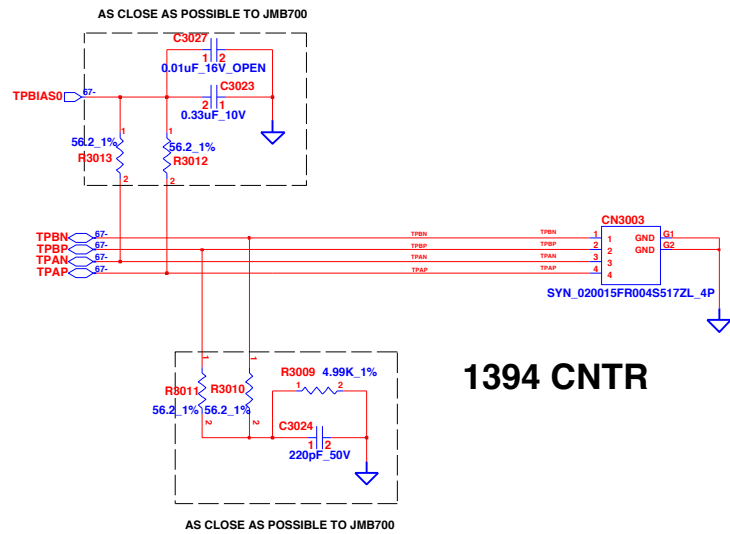 AS CLOSE AS POSSIBLE TO JMB700
C3027
1 2
0.01uF_16V_OPEN
TPBIAS0 67-
C3023
2 1
0.33uF_10V
1 1
56.2_1% 56.2_1%
R3013 R3012
2 2
CN3003
TPBN 67- TPBN TPBN 1 1 GND G1
TPBP 67- TPBP TPBP 2 2 GND G2
TPAN 67- TPAN TPAN 3 3
TPAP 67- TPAP TPAP 4 4
SYN_020015FR004S517ZL_4P
1 1
R3009 4.99K_1%
1 2
R3011 R3010
56.2_1% 56.2_1%
2 2
C3024
1 2
220pF_50V
1394 CNTR
AS CLOSE AS POSSIBLE TO JMB700